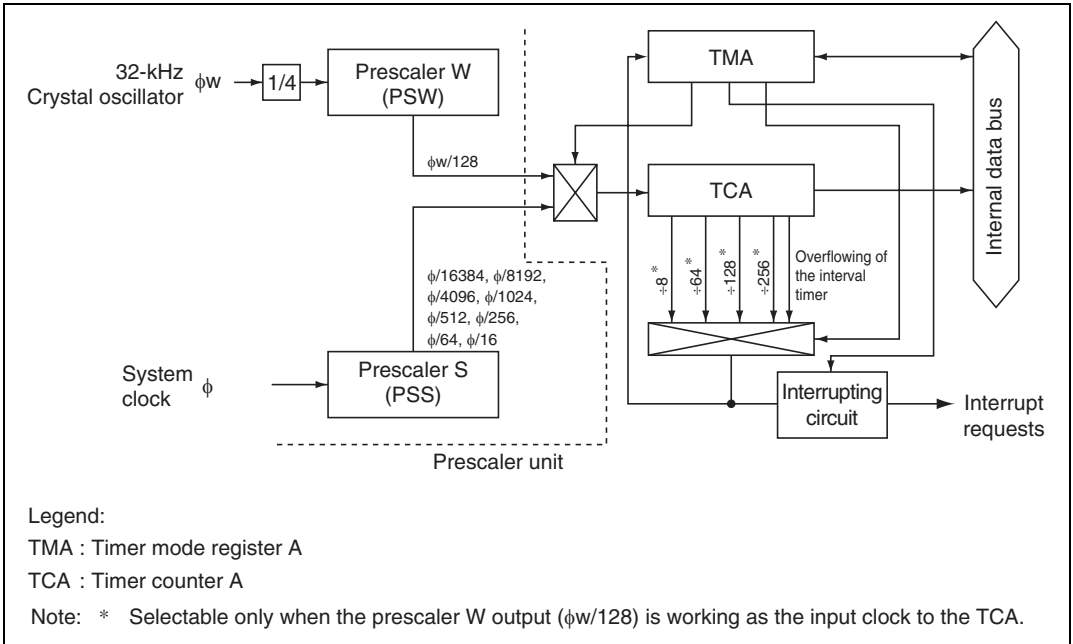 32-kHz
Crystal oscillator ϕw
1/4
Prescaler W
(PSW)
ϕw/128
TMA
TCA
Internal data bus
÷8*
÷64*
÷128*
÷256*
Overflowing of
the interval
timer
ϕ/16384, ϕ/8192,
ϕ/4096, ϕ/1024,
ϕ/512, ϕ/256,
ϕ/64, ϕ/16
System
clock ϕ
Prescaler S
(PSS)
Interrupting
circuit
Interrupt
requests
Prescaler unit
Legend:
TMA : Timer mode register A
TCA : Timer counter A
Note: * Selectable only when the prescaler W output (ϕw/128) is working as the input clock to the TCA.